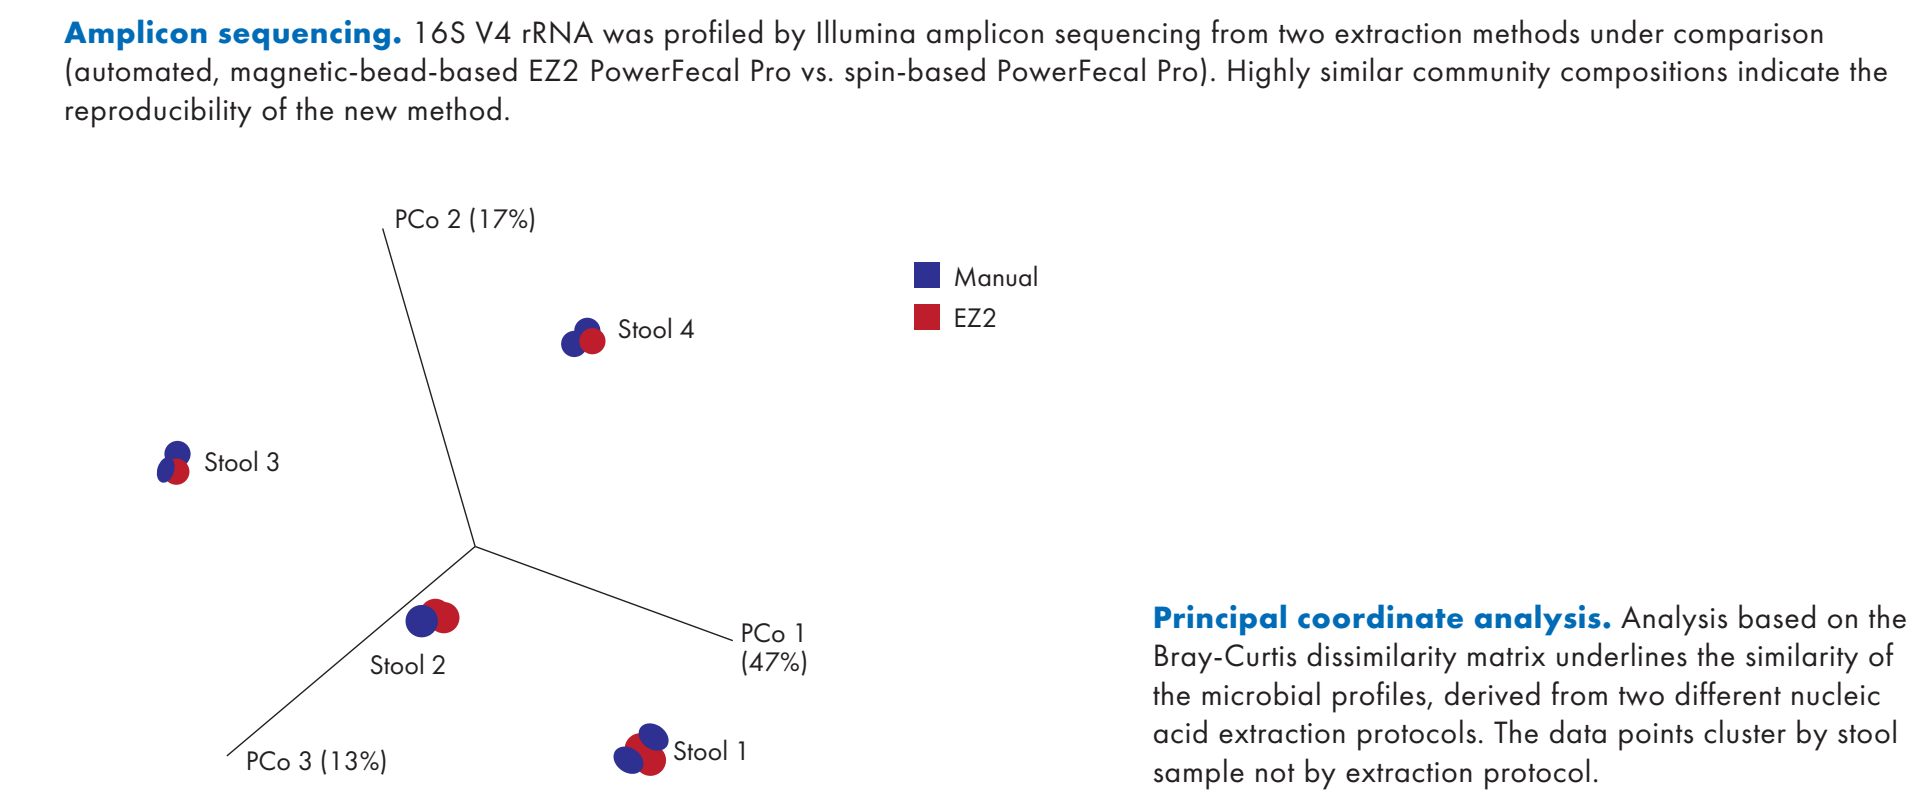 Amplicon sequencing. 16S V4 rRNA was profiled by Illumina amplicon sequencing from two extraction methods under comparison
(automated, magnetic-bead-based EZ2 PowerFecal Pro vs. spin-based PowerFecal Pro). Highly similar community compositions indicate the
reproducibility of the new method.
PCo 2 (17%)
Manual
EZ2
Stool 4
Stool 3
PCo 1
(47%)
Stool 2
Stool 1
PCo 3 (13%)
Principal coordinate analysis. Analysis based on the
Bray-Curtis dissimilarity matrix underlines the similarity of
the microbial profiles, derived from two different nucleic
acid extraction protocols. The data points cluster by stool
sample not by extraction protocol.